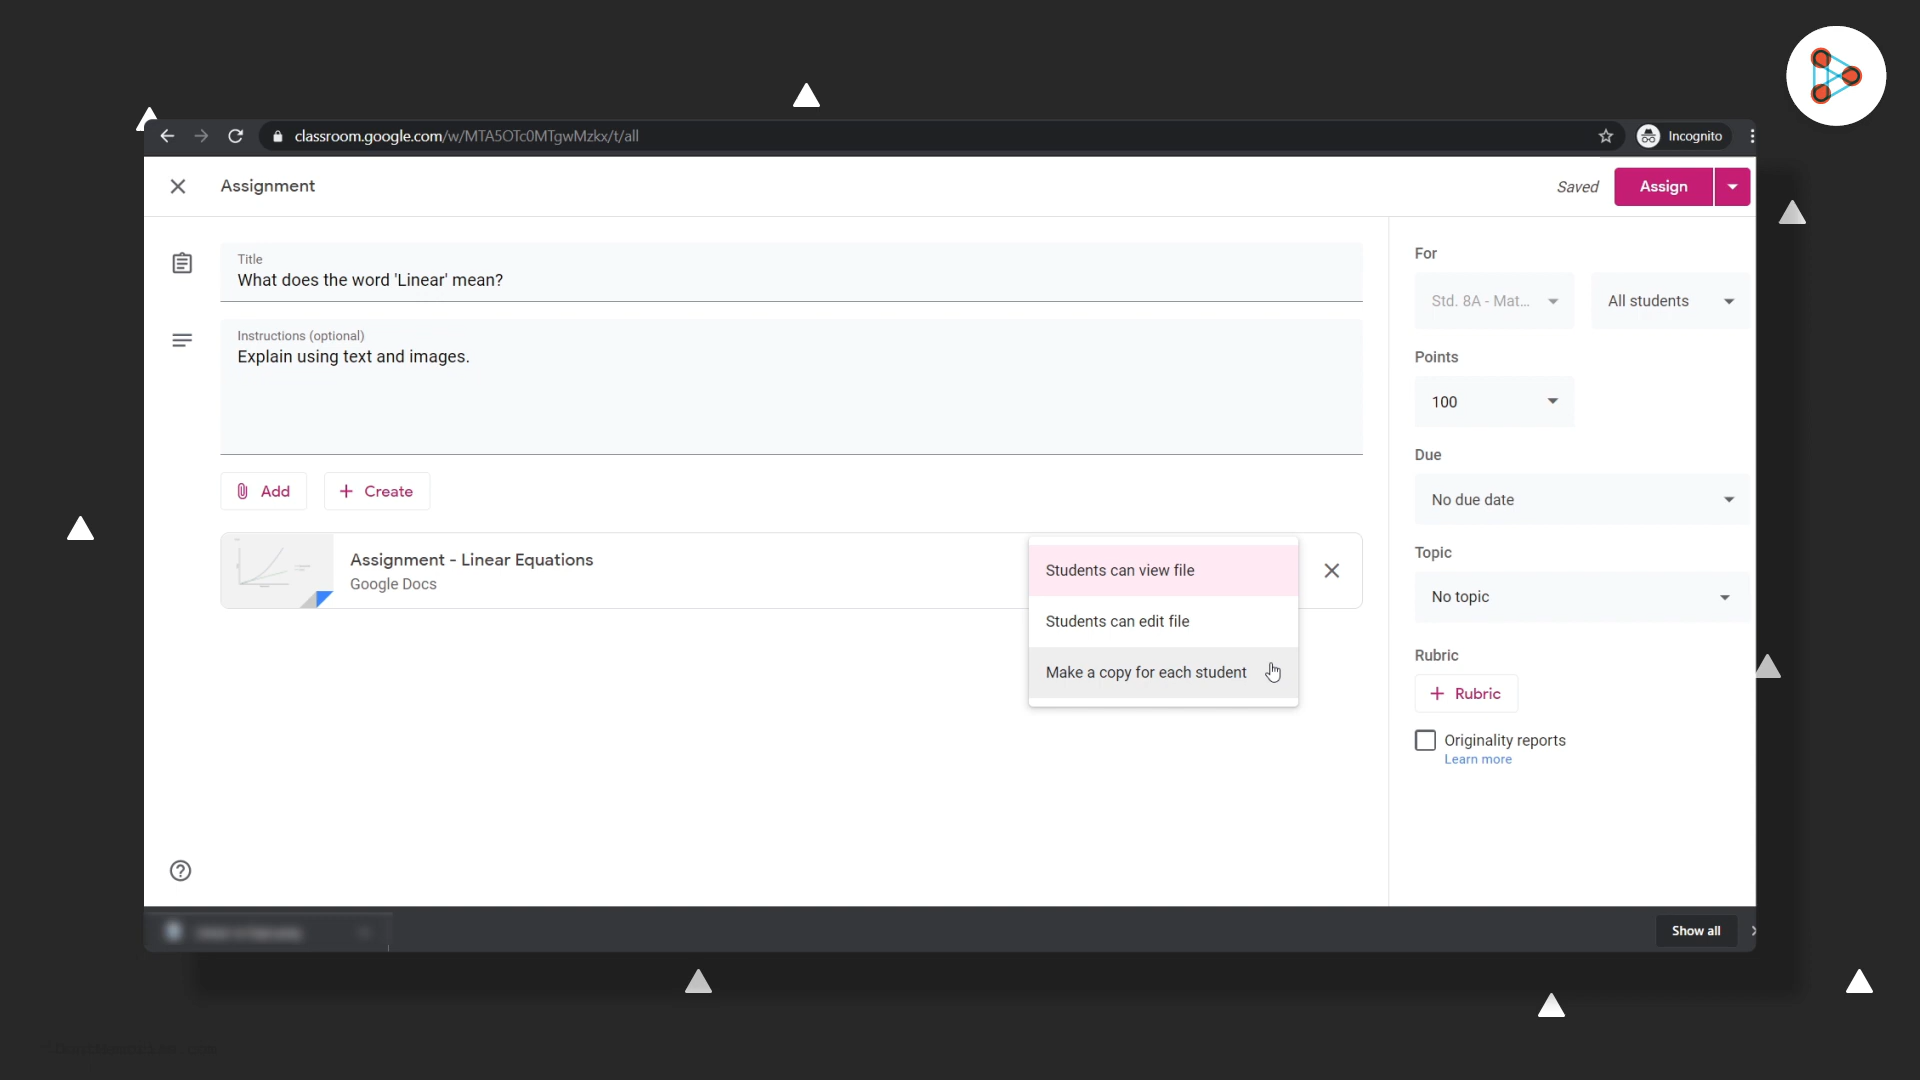 classroom.google.com/w/MTA5OTc0MTgwMzkx/t/all
Incognito
Assignment
Saved
Assign
Title
What does the word 'Linear' mean?
Instructions (optional)
Explain using text and images.
Add
Create
Assignment - Linear Equations
Google Docs
Students can view file
Students can edit file
Make a copy for each student
For
Std. 8A - Mat...
All students
Points
100
Due
No due date
Topic
No topic
Rubric
Rubric
Originality reports
Learn more
Show all